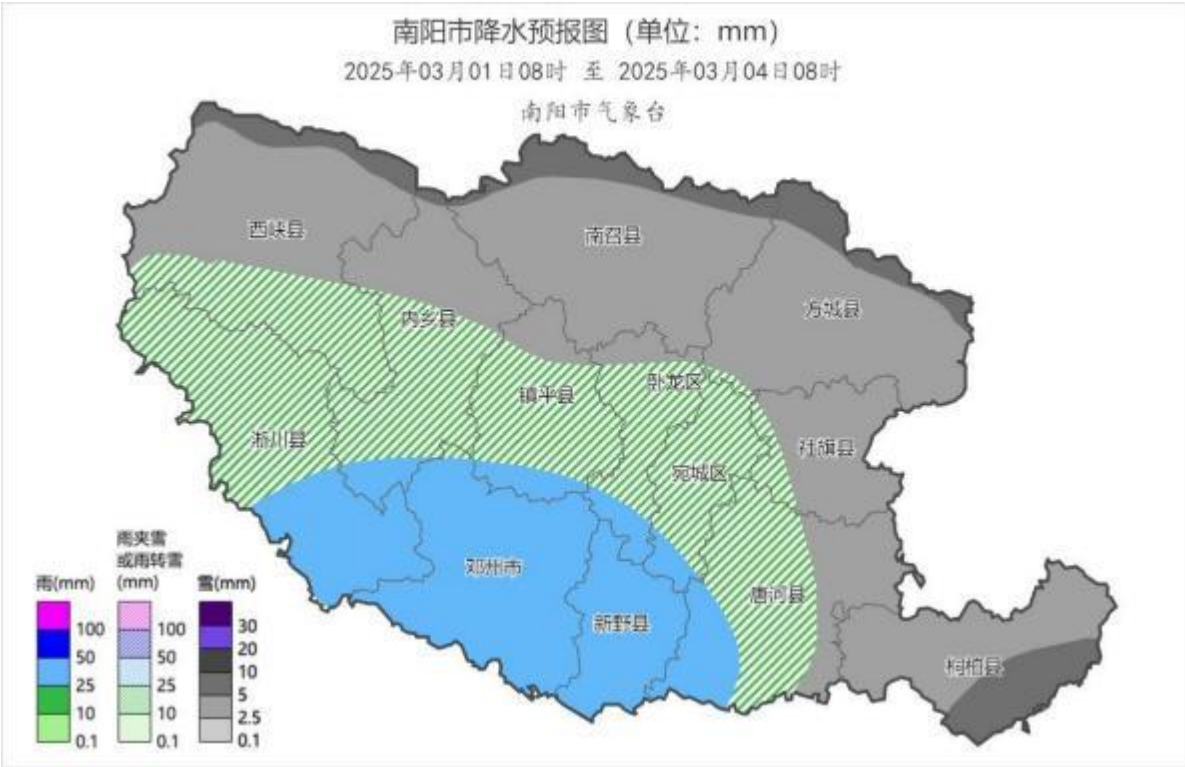 南阳市降水预报图（单位：mm）
2025年03月01日08时 至 2025年03月04日08时
南阳市气象台
西峡县
南召县
方城县
内乡县
卧龙区
镇平县
淅川县
社旗县
宛城区
邓州市
唐河县
新野县
桐柏县
雨(mm)
100
50
25
10
0.1
雨夹雪
或雨转雪
(mm)
100
50
25
10
0.1
雪(mm)
30
20
10
5
2.5
0.1